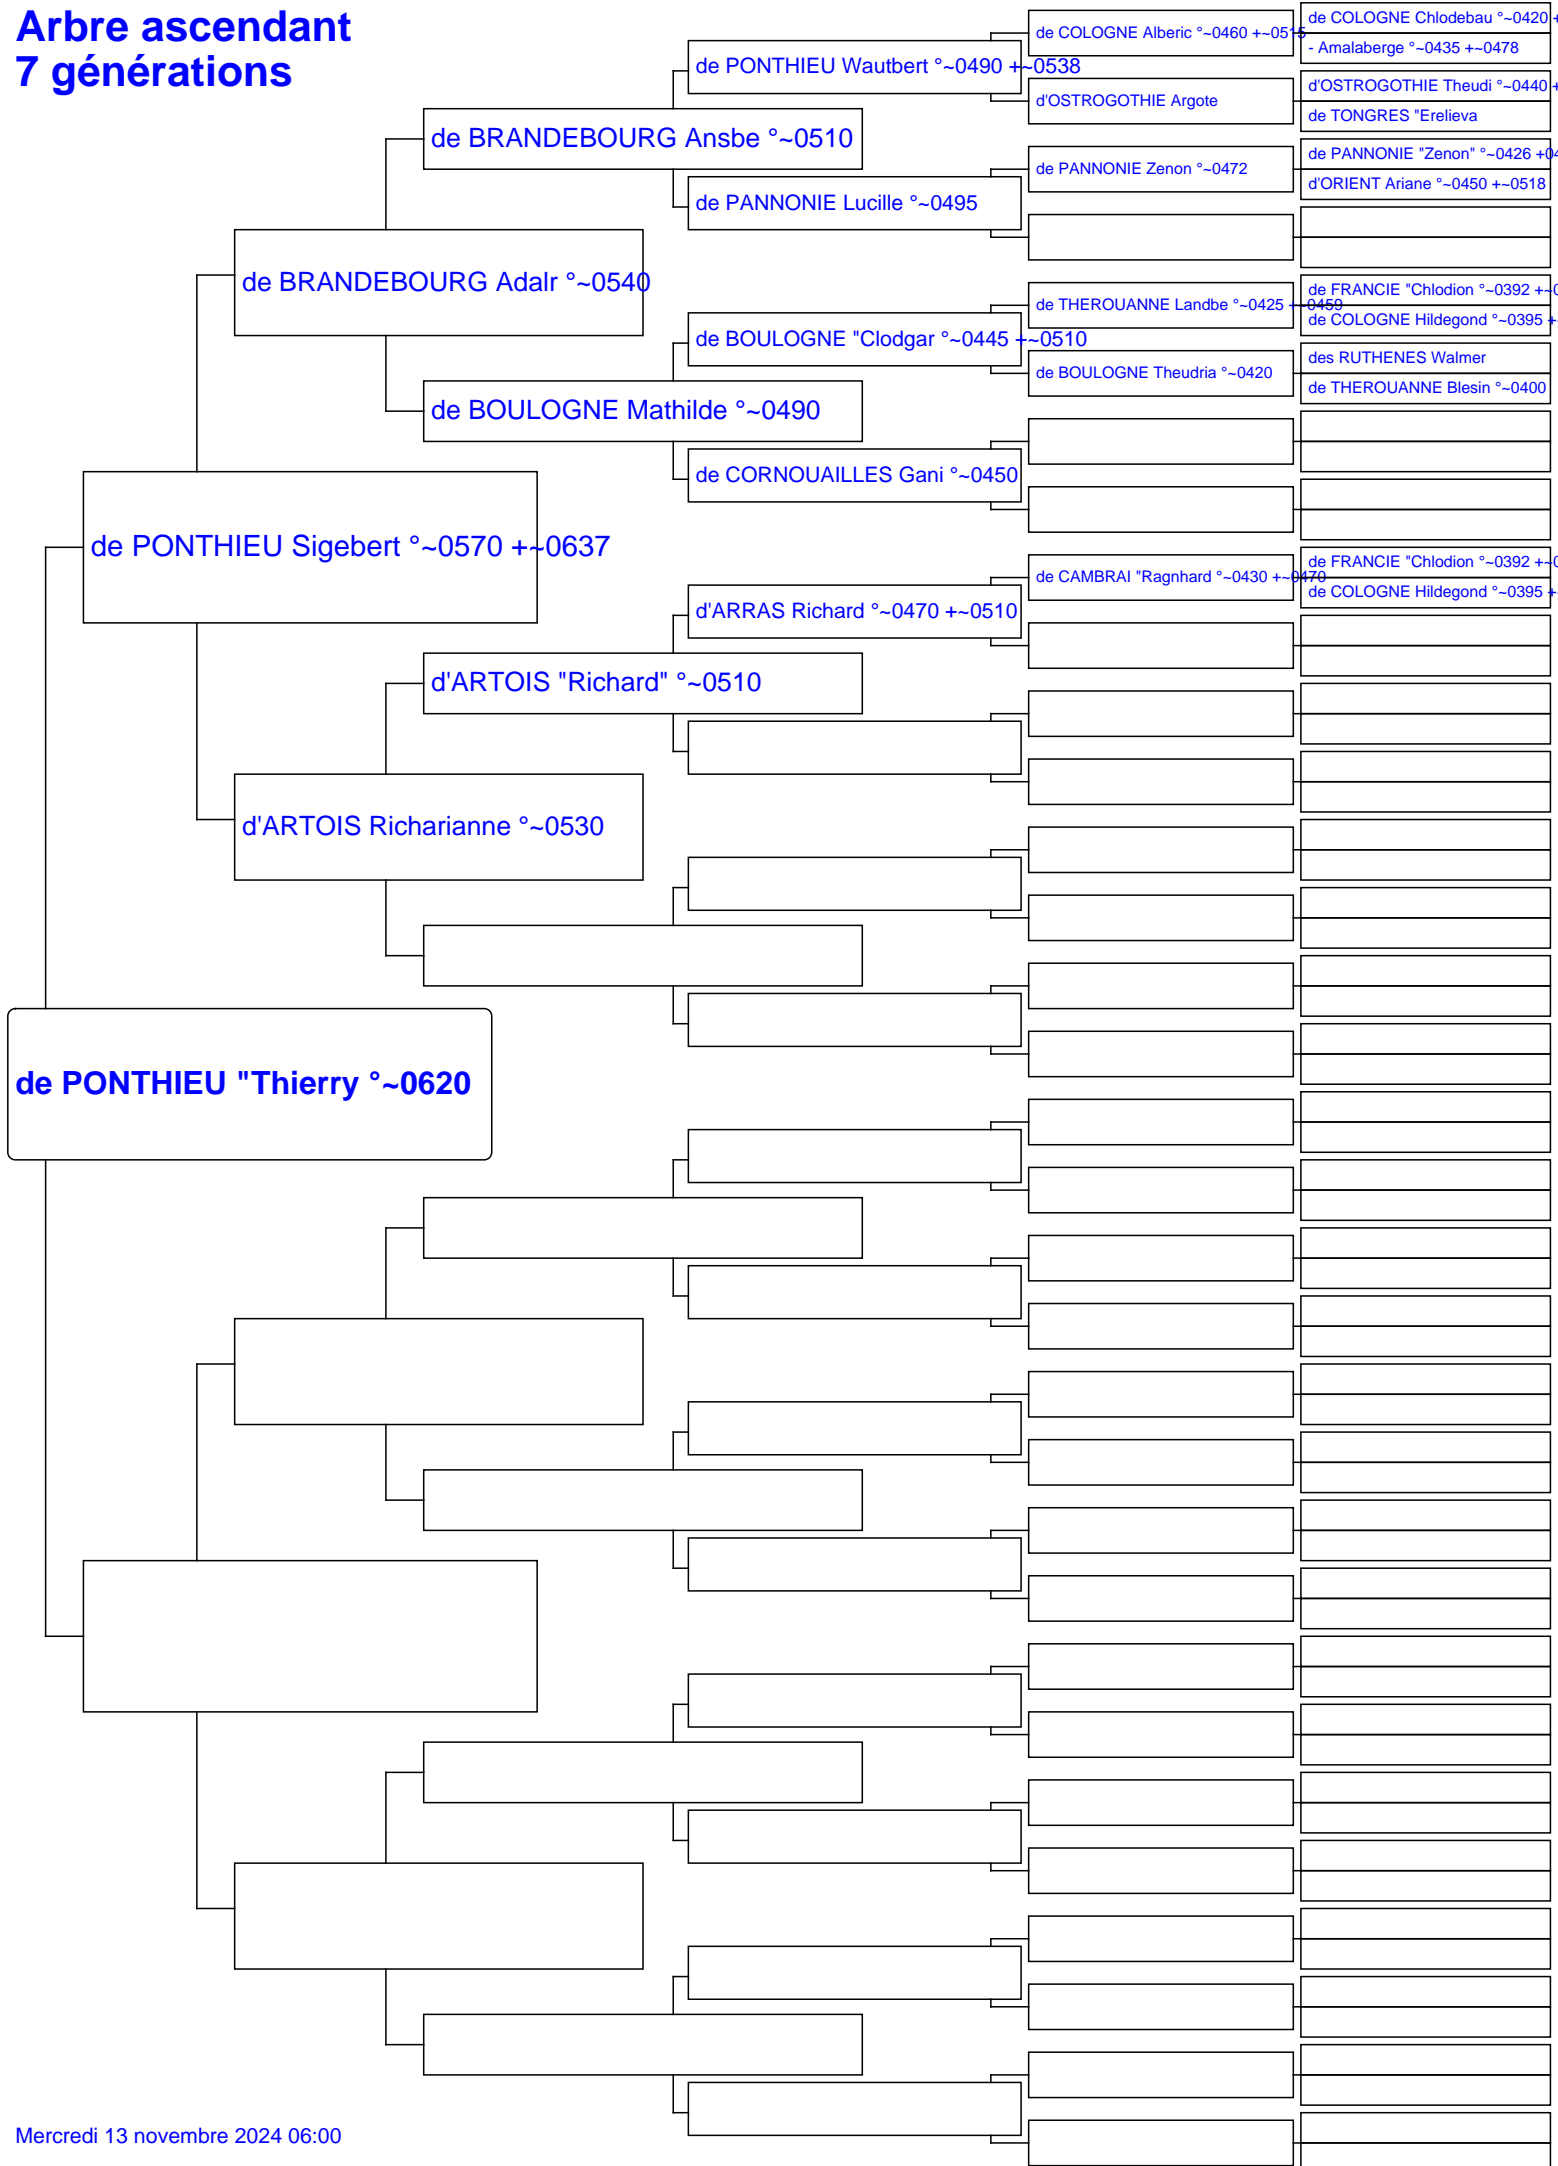 Arbre ascendant
7 générations
de COLOGNE Chlodebau °~0420 +
de COLOGNE Alberic °~0460 +~0515
- Amalaberge °~0435 +~0478
de PONTHIEU Wautbert °~0490 +~0538
d'OSTROGOTHIE Theudi °~0440 +
d'OSTROGOTHIE Argote
de TONGRES "Erelieva
de BRANDEBOURG Ansbe °~0510
de PANNONIE "Zenon" °~0426 +04
de PANNONIE Zenon °~0472
d'ORIENT Ariane °~0450 +~0518
de PANNONIE Lucille °~0495
de BRANDEBOURG Adalr °~0540
de FRANCIE "Chlodion °~0392 +~0
de THEROUANNE Landbe °~0425 +~0459
de COLOGNE Hildegond °~0395 +
de BOULOGNE "Clodgar °~0445 +~0510
des RUTHENES Walmer
de BOULOGNE Theudria °~0420
de THEROUANNE Blesin °~0400
de BOULOGNE Mathilde °~0490
de CORNOUAILLES Gani °~0450
de PONTHIEU Sigebert °~0570 +~0637
de FRANCIE "Chlodion °~0392 +~0
de CAMBRAI "Ragnhard °~0430 +~0470
de COLOGNE Hildegond °~0395 +
d'ARRAS Richard °~0470 +~0510
d'ARTOIS "Richard" °~0510
d'ARTOIS Richarianne °~0530
de PONTHIEU "Thierry °~0620
Mercredi 13 novembre 2024 06:00